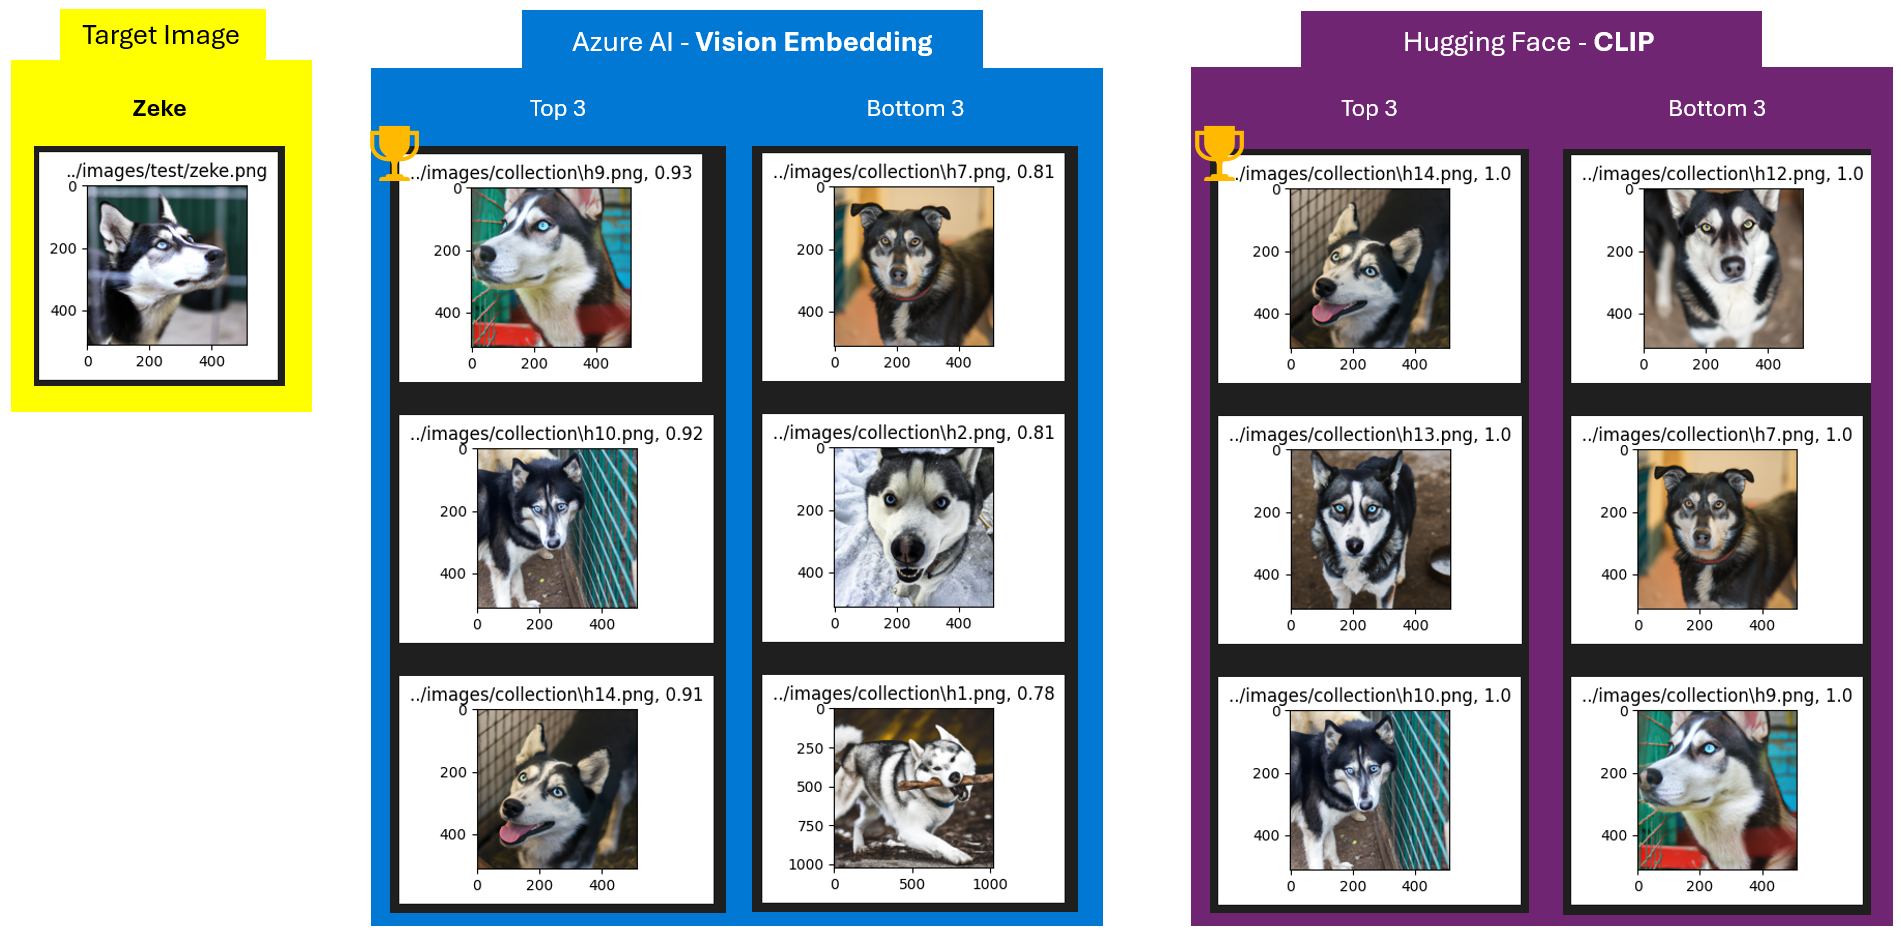 Target Image
Zeke
../images/test/zeke.png
0
200
400
0 200 400
Azure AI - Vision Embedding
Top 3
../images/collection\h9.png, 0.93
0
200
400
0 200 400
../images/collection\h10.png, 0.92
0
200
400
0 200 400
../images/collection\h14.png, 0.91
0
200
400
0 200 400
Bottom 3
../images/collection\h7.png, 0.81
0
200
400
0 200 400
../images/collection\h2.png, 0.81
0
200
400
0 200 400
../images/collection\h1.png, 0.78
0
250
500
750
1000
0 500 1000
Hugging Face - CLIP
Top 3
./images/collection\h14.png, 1.0
0
200
400
0 200 400
../images/collection\h13.png, 1.0
0
200
400
0 200 400
../images/collection\h10.png, 1.0
0
200
400
0 200 400
Bottom 3
../images/collection\h12.png, 1.0
0
200
400
0 200 400
../images/collection\h7.png, 1.0
0
200
400
0 200 400
../images/collection\h9.png, 1.0
0
200
400
0 200 400